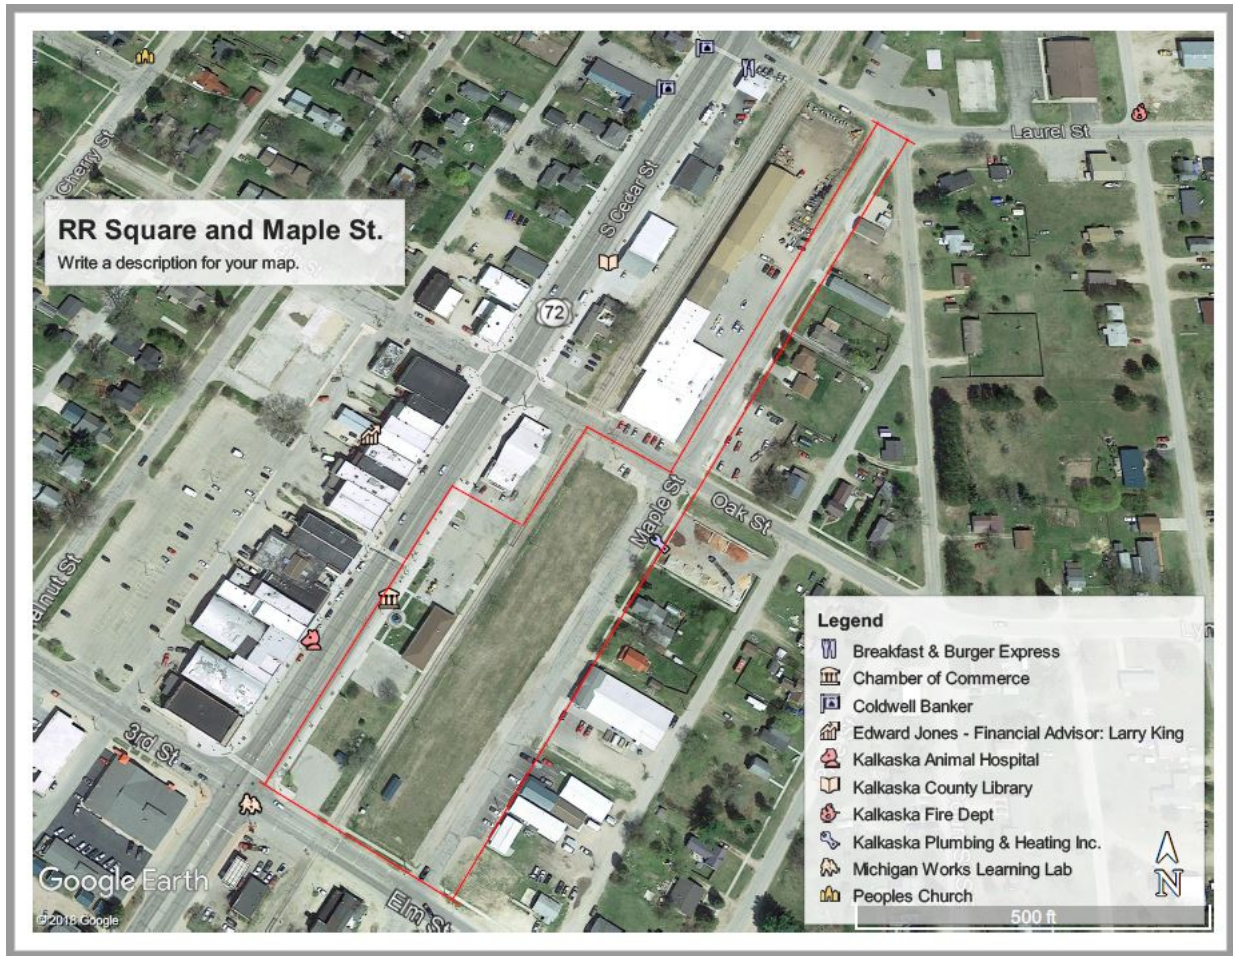 Cherry St
Laurel St
RR Square and Maple St.
Write a description for your map.
S Cedar St
St
72
Maple St
Oak St
alnut St
3rd St
Elm St
Legend
Breakfast & Burger Express
Chamber of Commerce
Coldwell Banker
Edward Jones - Financial Advisor: Larry King
Kalkaska Animal Hospital
Kalkaska County Library
Kalkaska Fire Dept
Kalkaska Plumbing & Heating Inc.
Michigan Works Learning Lab
Peoples Church
N
500 ft
Google Earth
©2018 Google